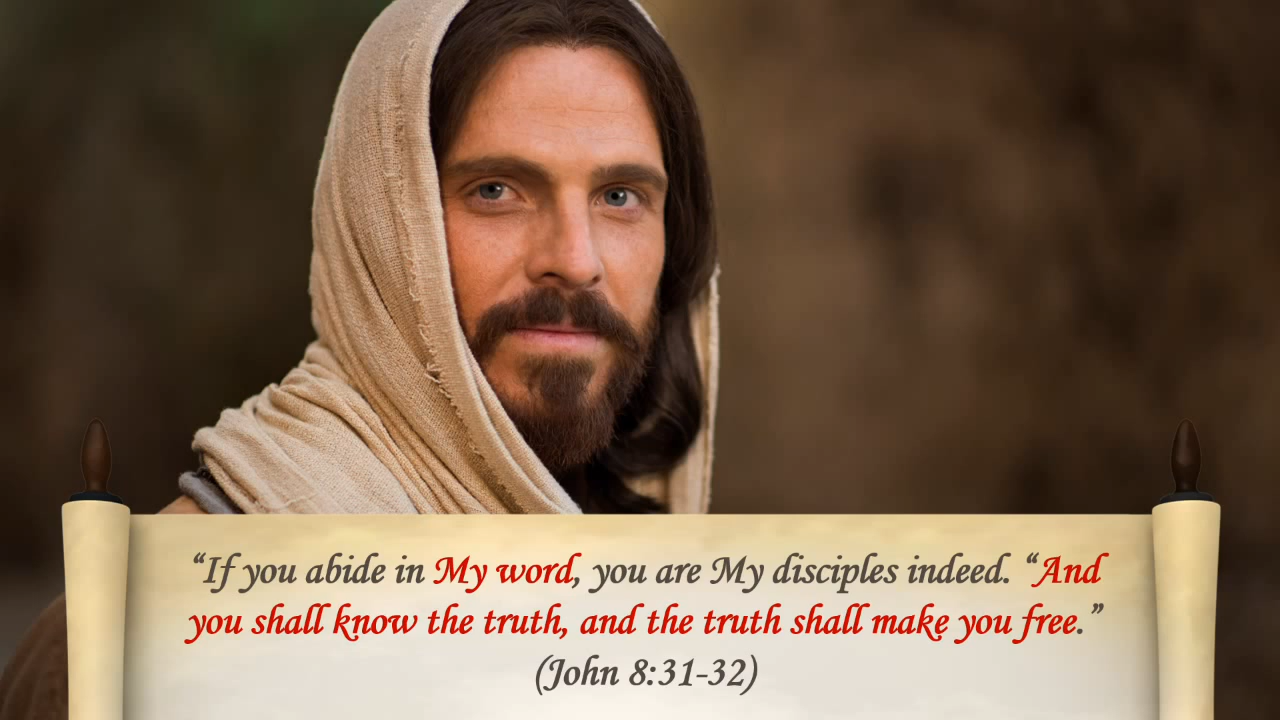 “If you abide in My word, you are My disciples indeed. “And
you shall know the truth, and the truth shall make you free.”
(John 8:31-32)